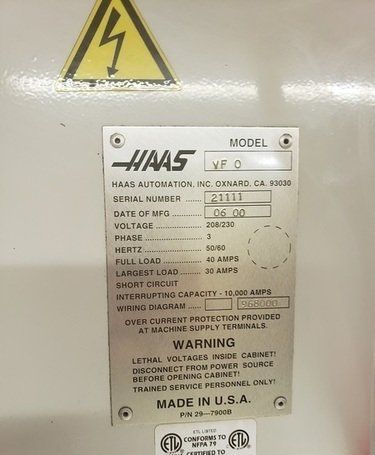 MODEL
HAAS VF 0
HAAS AUTOMATION, INC. OXNARD, CA. 93030
SERIAL NUMBER ...... 21111
DATE OF MFG ...... 06 00
VOLTAGE ...... 208/230
PHASE ...... 3
HERTZ ...... 50/60
FULL LOAD ...... 40 AMPS
LARGEST LOAD ...... 30 AMPS
SHORT CIRCUIT
INTERRUPTING CAPACITY - 10,000 AMPS
WIRING DIAGRAM ..... 968000
OVER CURRENT PROTECTION PROVIDED
AT MACHINE SUPPLY TERMINALS.
WARNING
LETHAL VOLTAGES INSIDE CABINET!
DISCONNECT FROM POWER SOURCE
BEFORE OPENING CABINET!
TRAINED SERVICE PERSONNEL ONLY!
MADE IN U.S.A.
P/N 29-7900B
ETL LISTED
CONFORMS TO
NFPA 79
CERTIFIED TO